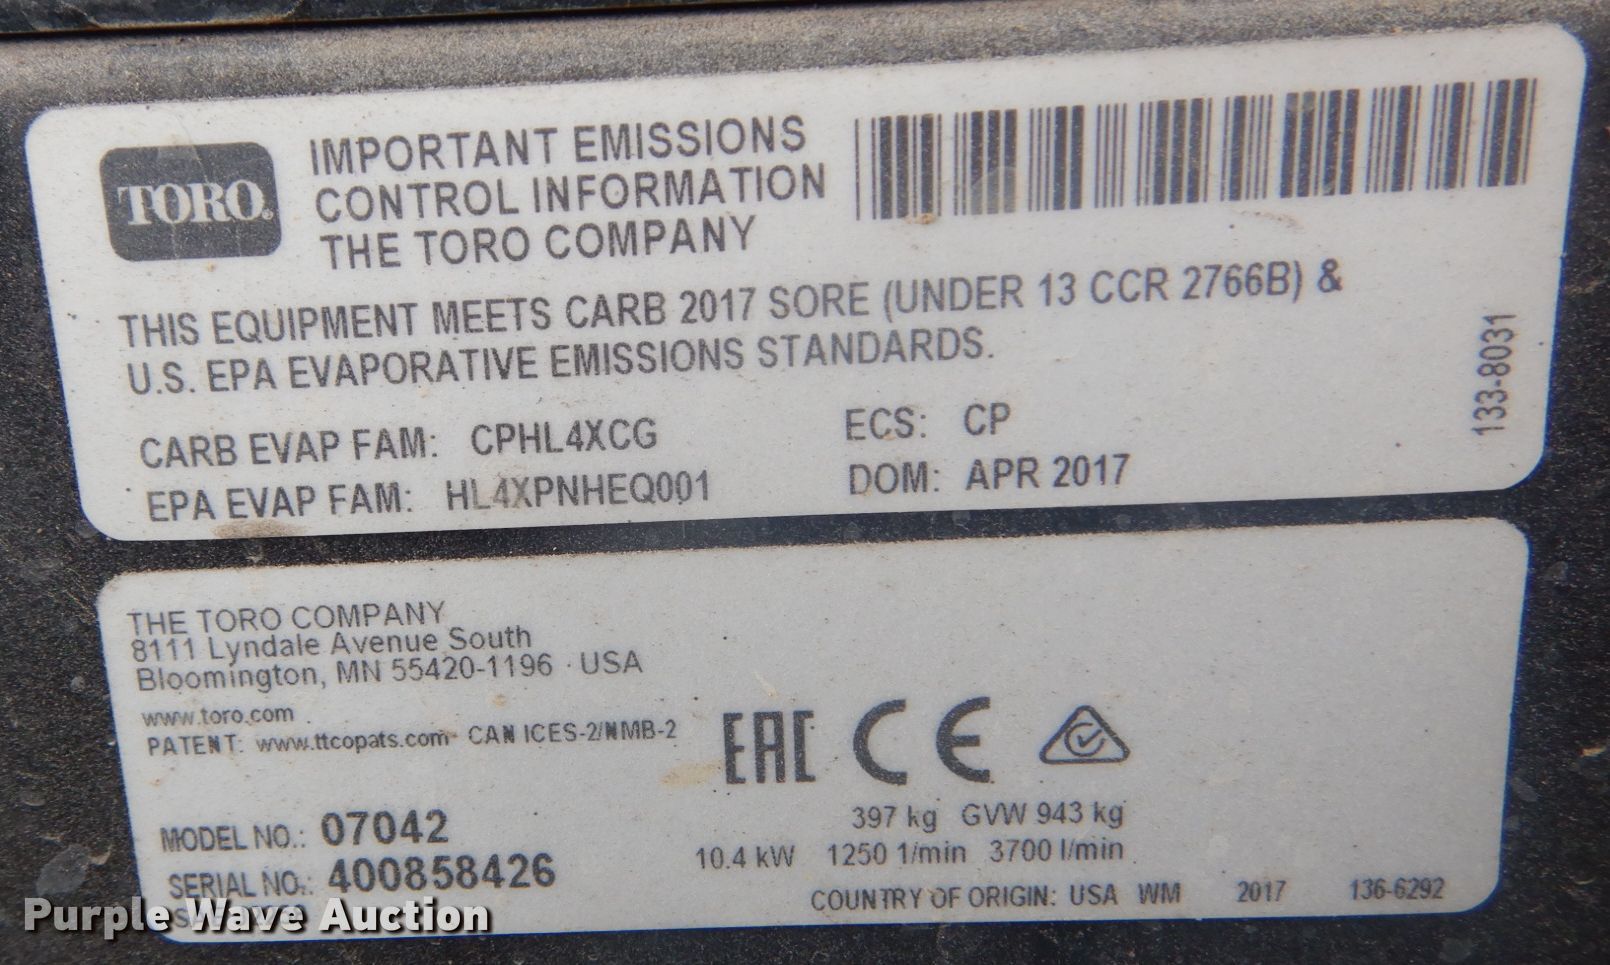 TORO.
IMPORTANT EMISSIONS
CONTROL INFORMATION
THE TORO COMPANY
THIS EQUIPMENT MEETS CARB 2017 SORE (UNDER 13 CCR 2766B) &
U.S. EPA EVAPORATIVE EMISSIONS STANDARDS.
CARB EVAP FAM: CPHL4XCG
EPA EVAP FAM: HL4XPNHEQ001
ECS: CP
DOM: APR 2017
133-8031
THE TORO COMPANY
8111 Lyndale Avenue South
Bloomington, MN 55420-1196 · USA
www.toro.com
PATENT: www.ttcopats.com CAN ICES-2/NMB-2
EAC CE
MODEL NO.: 07042
SERIAL NO.: 400858426
397 kg GVW 943 kg
10.4 kW 1250 1/min 3700 l/min
COUNTRY OF ORIGIN: USA WM 2017 136-6292
Purple Wave Auction